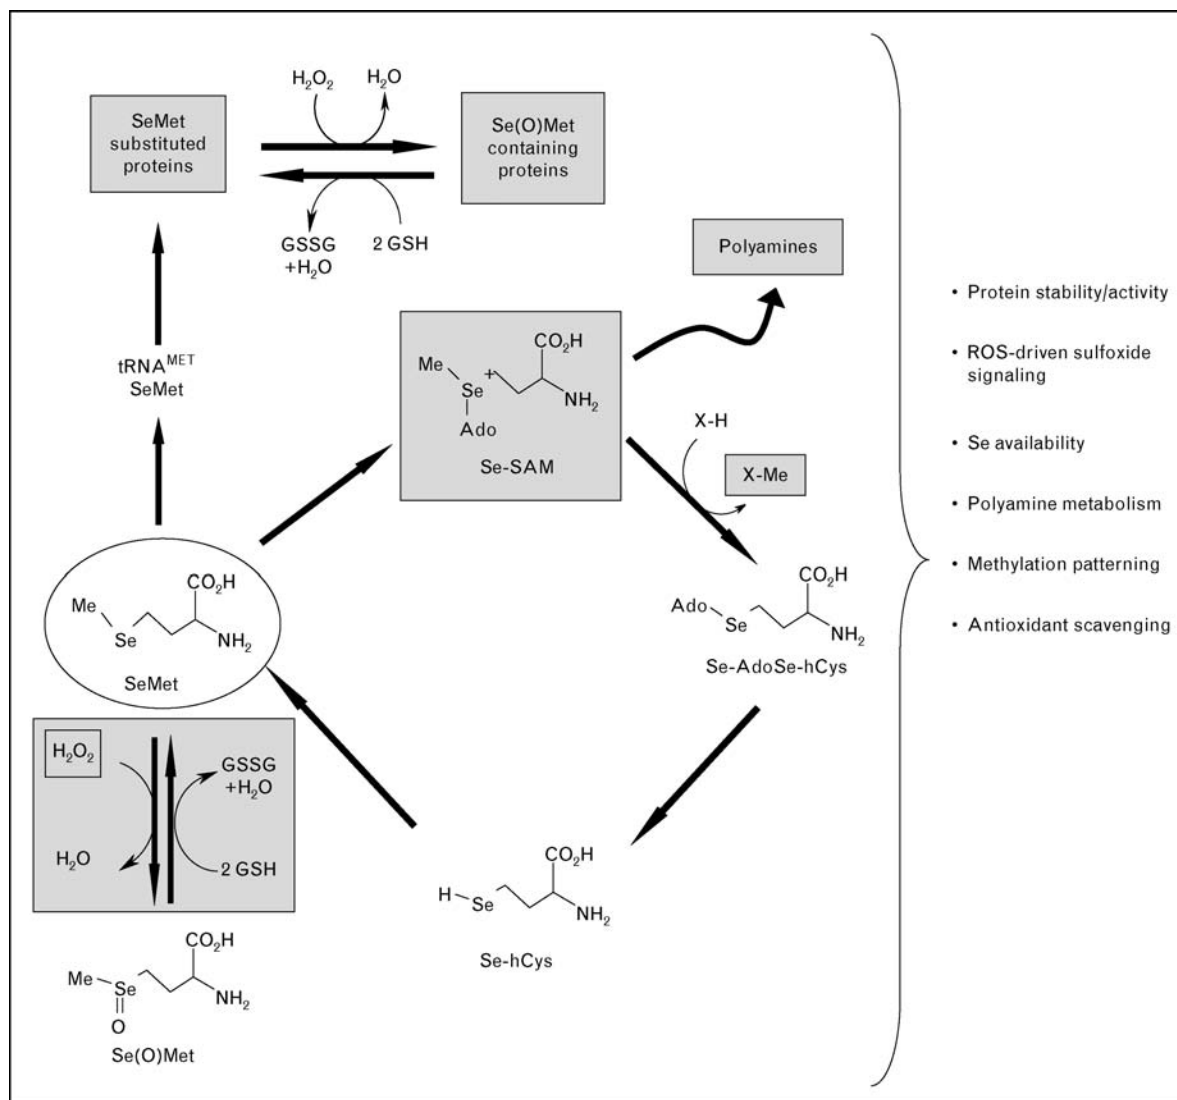 H₂O₂
H₂O
SeMet
substituted
proteins
Se(O)Met
containing
proteins
GSSG
+H₂O
2 GSH
Polyamines
tRNA^MET
SeMet
CO₂H
Me
Se
+
NH₂
Ado
Se-SAM
X-H
X-Me
CO₂H
Me
Se
NH₂
SeMet
CO₂H
Ado
Se
NH₂
Se-AdoSe-hCys
H₂O₂
GSSG
+H₂O
H₂O
2 GSH
CO₂H
H
Se
NH₂
Se-hCys
CO₂H
Me
Se
NH₂
O
Se(O)Met
• Protein stability/activity
• ROS-driven sulfoxide
signaling
• Se availability
• Polyamine metabolism
• Methylation patterning
• Antioxidant scavenging